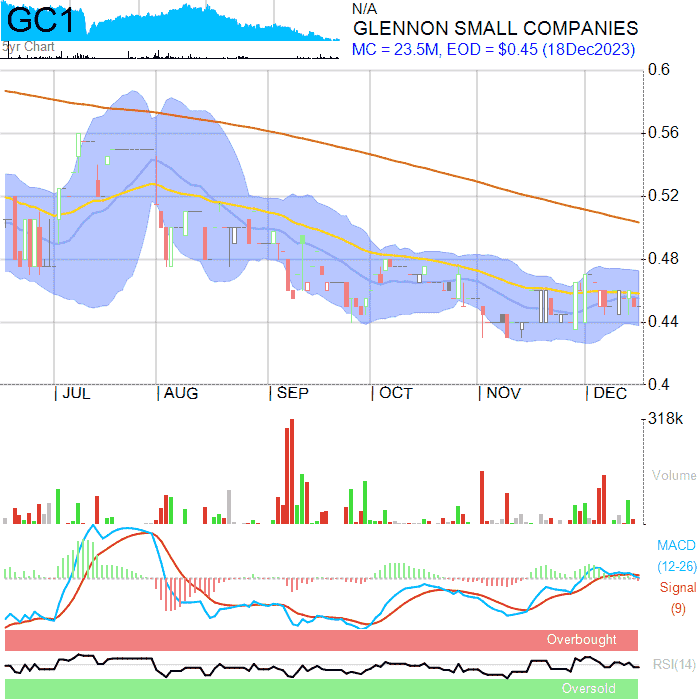 GC1
N/A
GLENNON SMALL COMPANIES
MC = 23.5M, EOD = $0.45 (18Dec2023)
5yr Chart
0.6
0.56
0.52
0.48
0.44
0.4
JUL
AUG
SEP
OCT
NOV
DEC
318k
Volume
MACD
(12-26)
Signal
(9)
Overbought
RSI(14)
Oversold